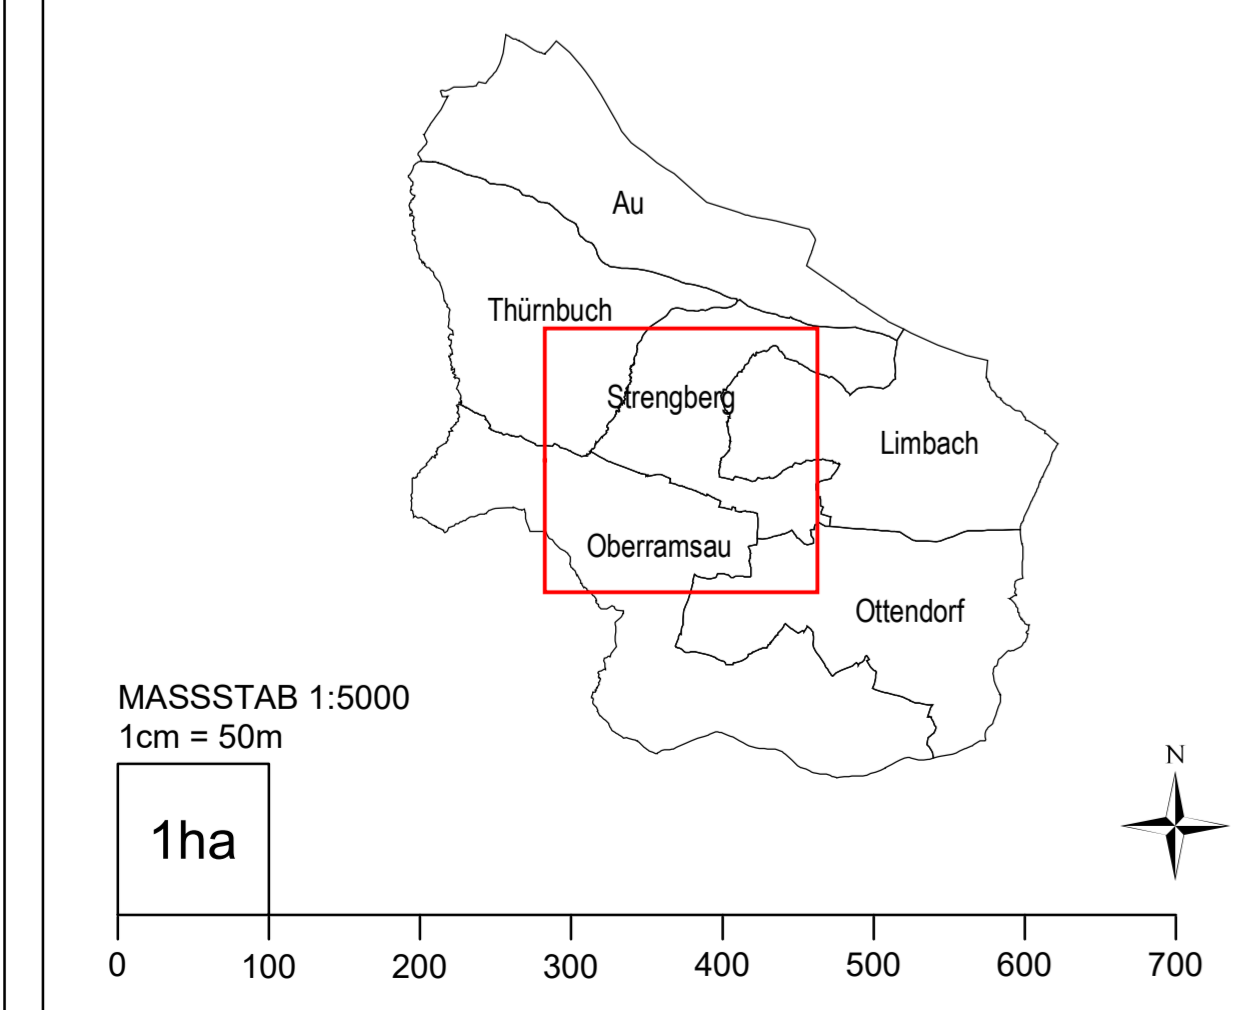 Au
Thürnbuch
Strengberg
Limbach
Oberramsau
Ottendorf
MASSSTAB 1:5000
1cm = 50m
N
1ha
0 100 200 300 400 500 600 700